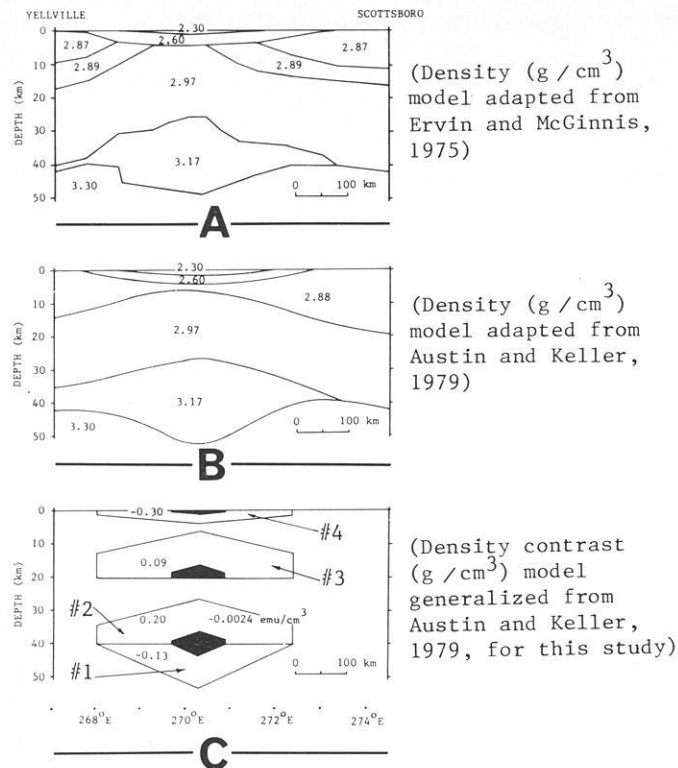 YELLVILLE SCOTTSBORO
0 2.30
2.87 2.60 2.87
10
2.89 2.89
20 2.97
DEPTH (km)
30
40 3.17
3.30 0 100 km
50
A
(Density (g/cm³)
model adapted from
Ervin and McGinnis,
1975)
0 2.30
2.60
10 2.88
20 2.97
DEPTH (km)
30
40 3.17
3.30 0 100 km
50
B
(Density (g/cm³)
model adapted from
Austin and Keller,
1979)
0 -0.30
#4
10
0.09
20 #3
DEPTH (km)
30
#2 0.20 -0.0024 emu/cm³
40
-0.13
#1 0 100 km
50
268°E 270°E 272°E 274°E
C
(Density contrast
(g/cm³) model
generalized from
Austin and Keller,
1979, for this study)